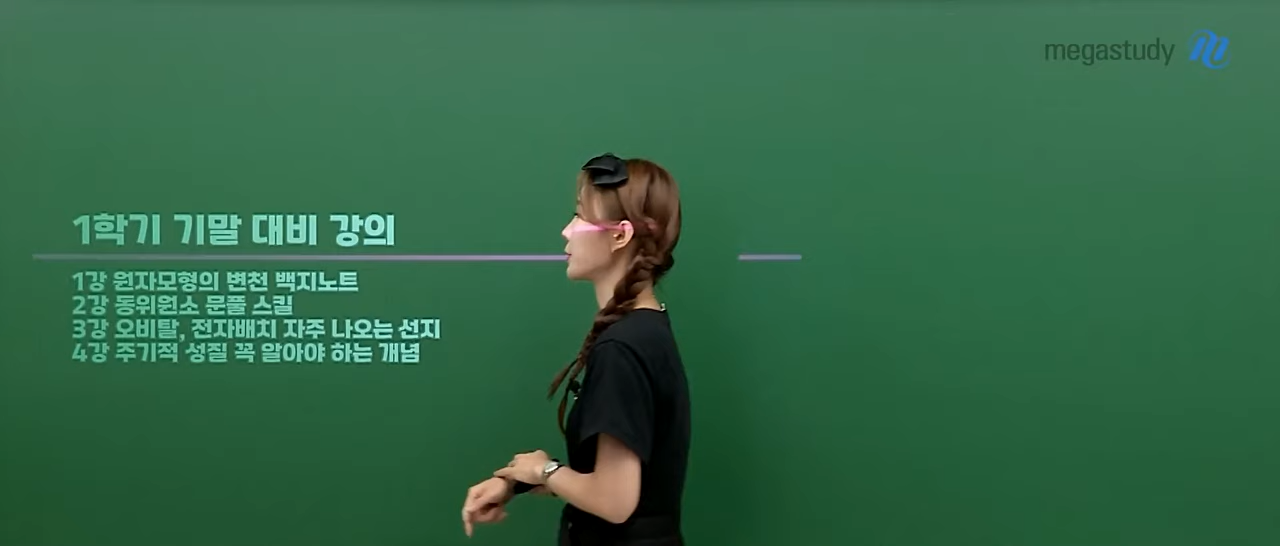 megastudy
1학기 기말 대비 강의
1강 원자모형의 변천 백지노트
2강 동위원소 문풀 스킬
3강 오비탈, 전자배치 자주 나오는 선지
4강 주기적 성질 꼭 알아야 하는 개념